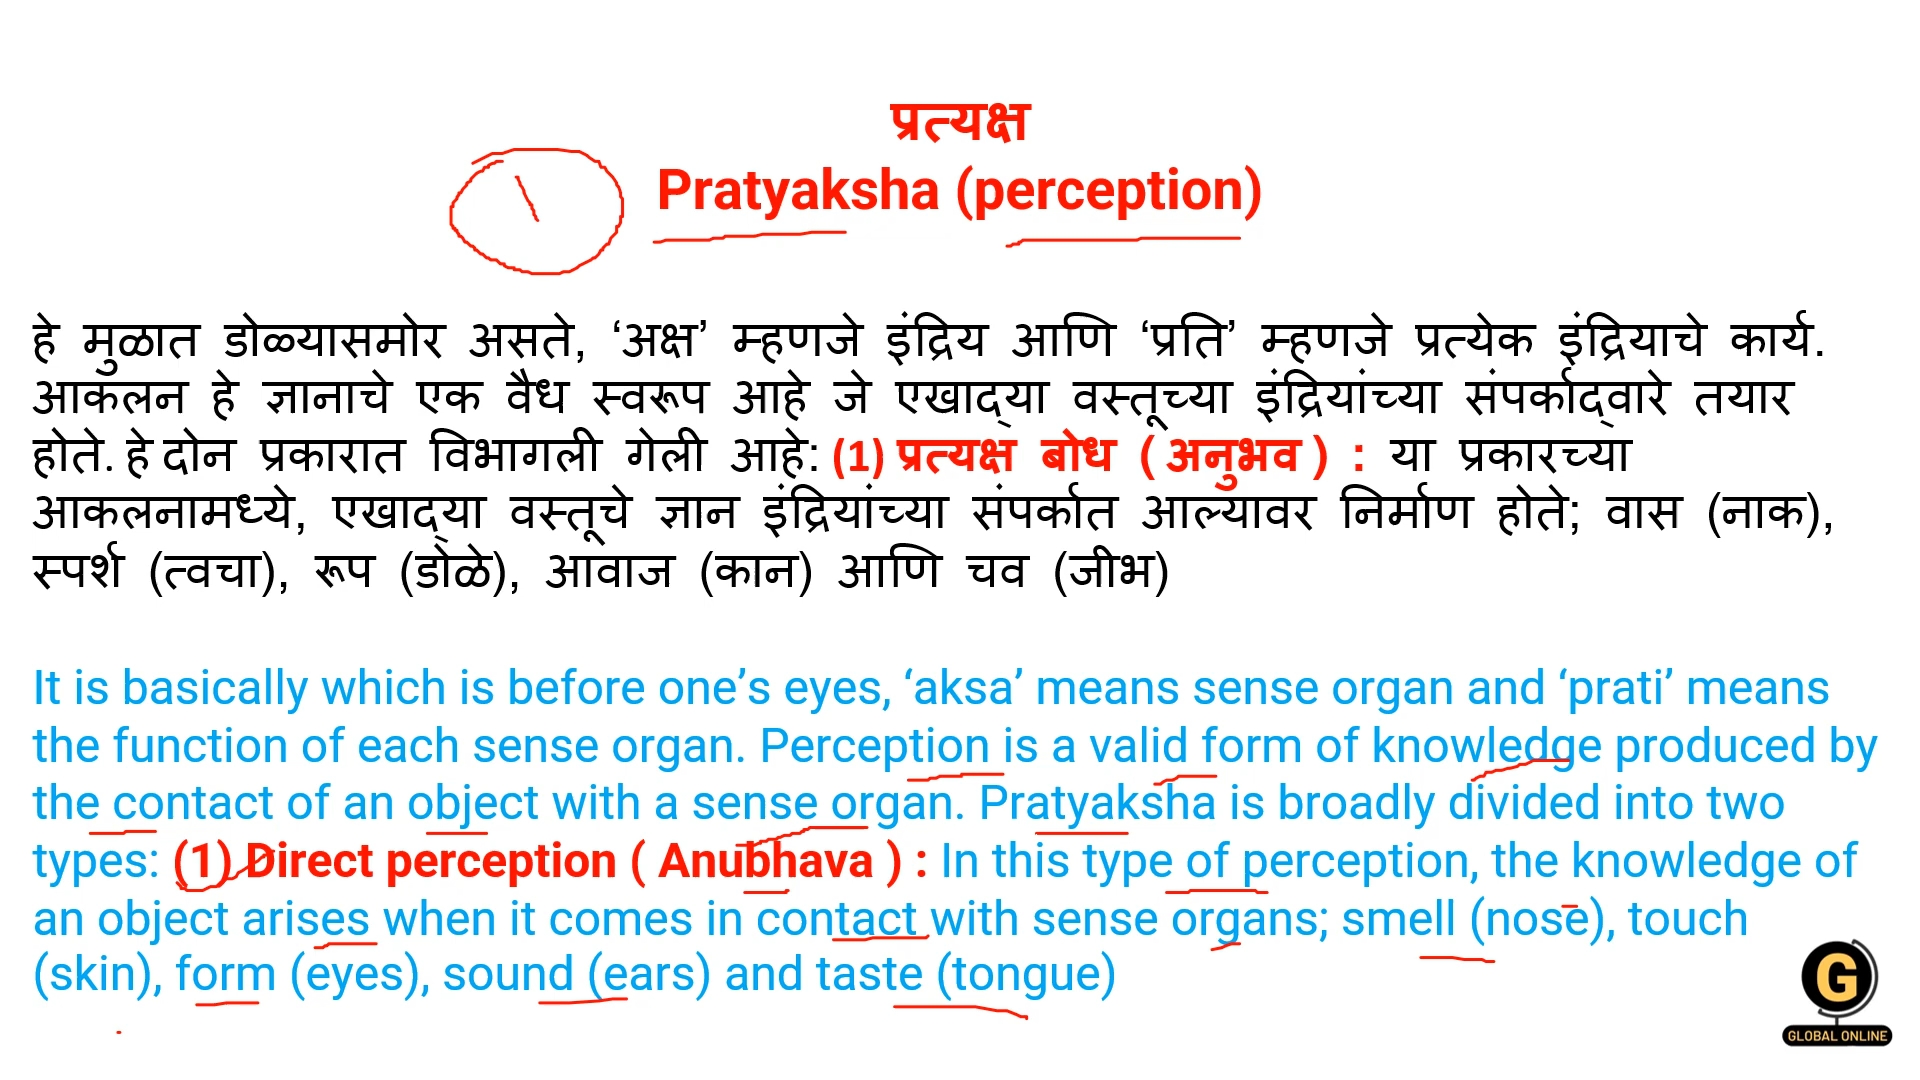 प्रत्यक्ष
Pratyaksha (perception)
हे मुळात डोळ्यासमोर असते, ‘अक्ष’ म्हणजे इंद्रिय आणि ‘प्रति’ म्हणजे प्रत्येक इंद्रियाचे कार्य.
आकलन हे ज्ञानाचे एक वैध स्वरूप आहे जे एखाद्या वस्तूच्या इंद्रियांच्या संपर्काद्वारे तयार
होते. हे दोन प्रकारात विभागली गेली आहे: (1) प्रत्यक्ष बोध ( अनुभव ) : या प्रकारच्या
आकलनामध्ये, एखाद्या वस्तूचे ज्ञान इंद्रियांच्या संपर्कात आल्यावर निर्माण होते; वास (नाक),
स्पर्श (त्वचा), रूप (डोळे), आवाज (कान) आणि चव (जीभ)
It is basically which is before one’s eyes, ‘aksa’ means sense organ and ‘prati’ means
the function of each sense organ. Perception is a valid form of knowledge produced by
the contact of an object with a sense organ. Pratyaksha is broadly divided into two
types: (1) Direct perception ( Anubhava ) : In this type of perception, the knowledge of
an object arises when it comes in contact with sense organs; smell (nose), touch
(skin), form (eyes), sound (ears) and taste (tongue)
G
GLOBAL ONLINE